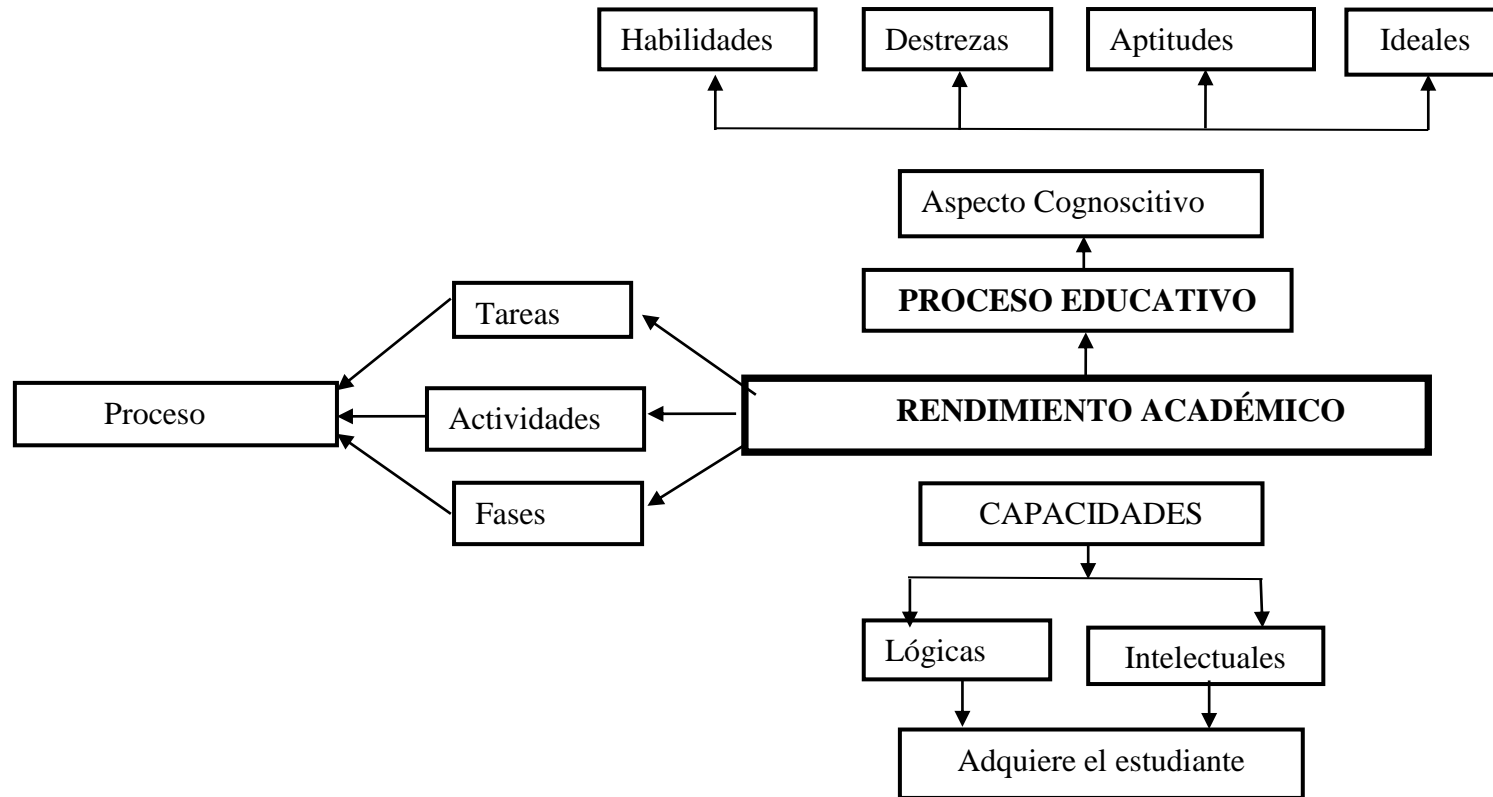 Habilidades
Destrezas
Aptitudes
Ideales
Aspecto Cognoscitivo
PROCESO EDUCATIVO
Tareas
Proceso
Actividades
RENDIMIENTO ACADÉMICO
Fases
CAPACIDADES
Lógicas
Intelectuales
Adquiere el estudiante